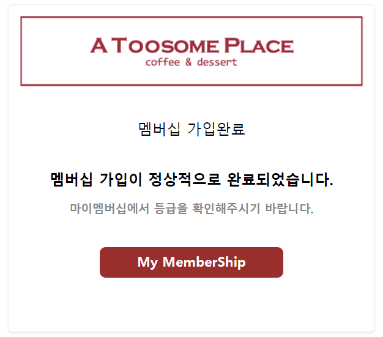 A TOOSOME PLACE
coffee & dessert
멤버십 가입완료
멤버십 가입이 정상적으로 완료되었습니다.
마이멤버십에서 등급을 확인해주시기 바랍니다.
My MemberShip